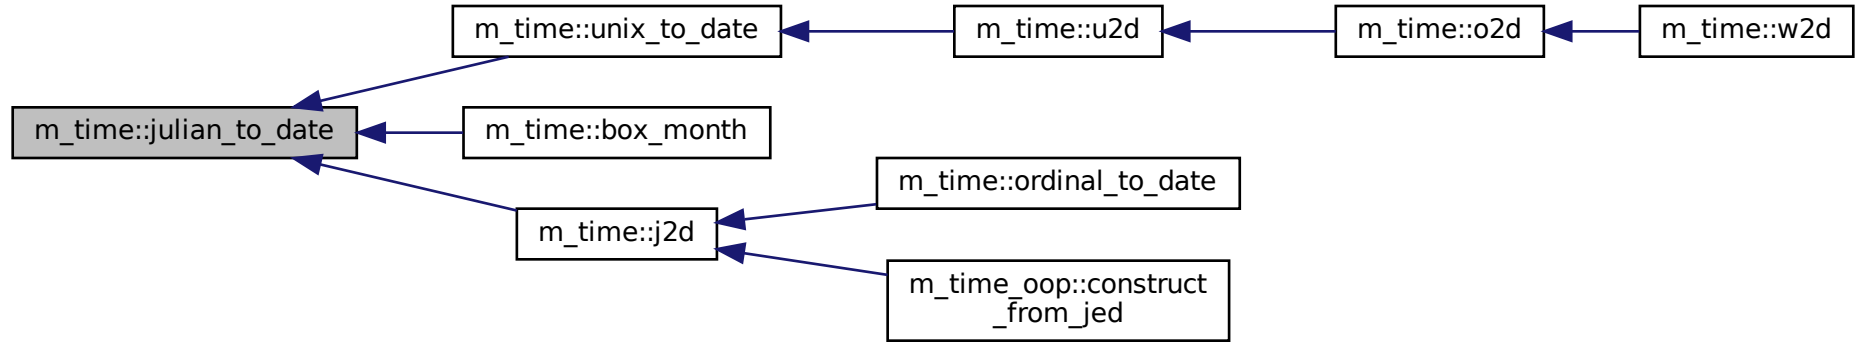 m_time::unix_to_date
m_time::u2d
m_time::o2d
m_time::w2d
m_time::julian_to_date
m_time::box_month
m_time::ordinal_to_date
m_time::j2d
m_time_oop::construct
_from_jed